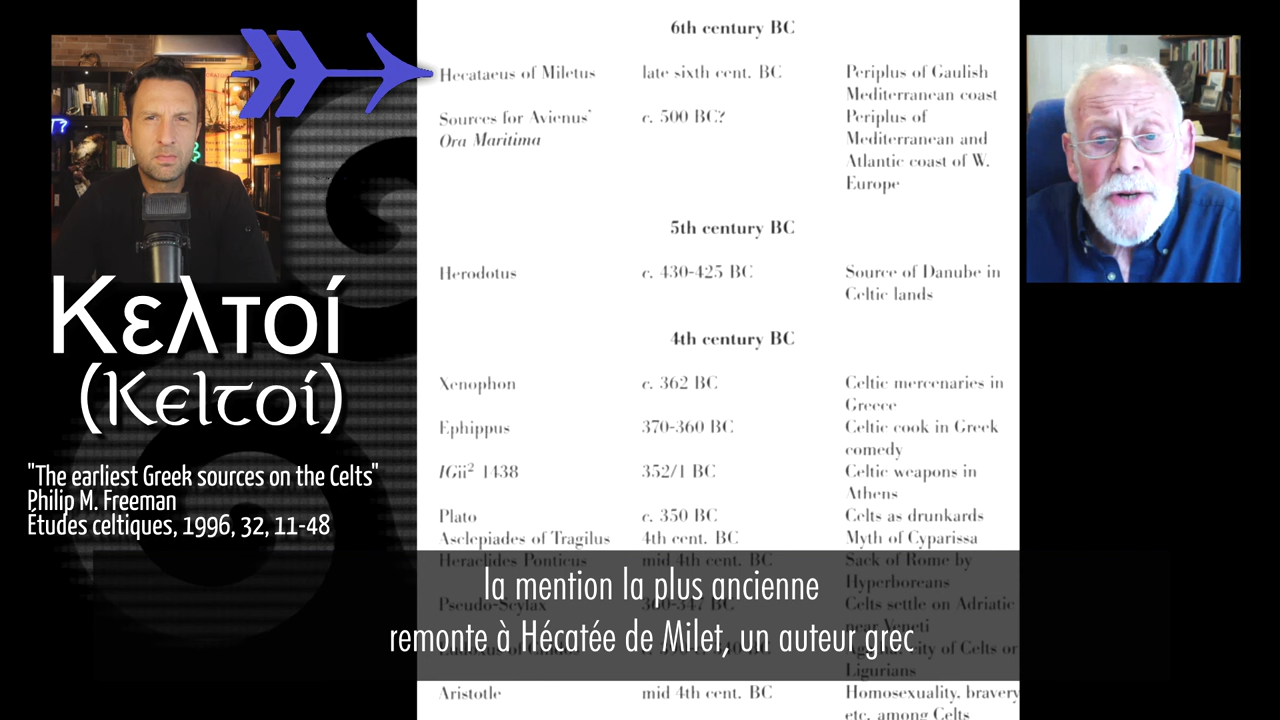 ?
Κελτοί
(Κελτοί)
"The earliest Greek sources on the Celts"
Philip M. Freeman
Études celtiques, 1996, 32, 11-48
6th century BC
Hecataeus of Miletus late sixth cent. BC Periplus of Gaulish
Mediterranean coast
Sources for Avienus' c. 500 BC? Periplus of
Ora Maritima Mediterranean and
Atlantic coast of W.
Europe
5th century BC
Herodotus c. 430-425 BC Source of Danube in
Celtic lands
4th century BC
Xenophon c. 362 BC Celtic mercenaries in
Greece
Ephippus 370-360 BC Celtic cook in Greek
comedy
IGii² 1438 352/1 BC Celtic weapons in
Athens
Plato c. 350 BC Celts as drunkards
Asclepiades of Tragilus 4th cent. BC Myth of Cyparissa
Heraclides Ponticus mid 4th cent. BC Sack of Rome by
Hyperboreans
Pseudo-Scylax Celts settle on Adriatic
near Veneti
city of Celts or
Ligurians
Aristotle mid 4th cent. BC Homosexuality, bravery
etc. among Celts
la mention la plus ancienne
remonte à Hécatée de Milet, un auteur grec